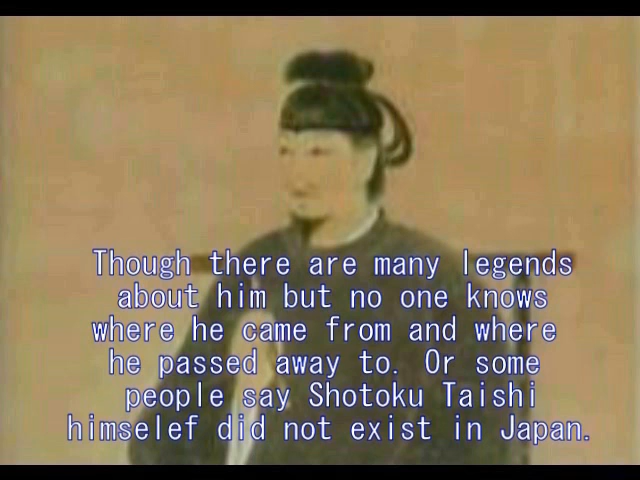 Though there are many legends
about him but no one knows
where he came from and where
he passed away to. Or some
people say Shotoku Taishi
himselef did not exist in Japan.